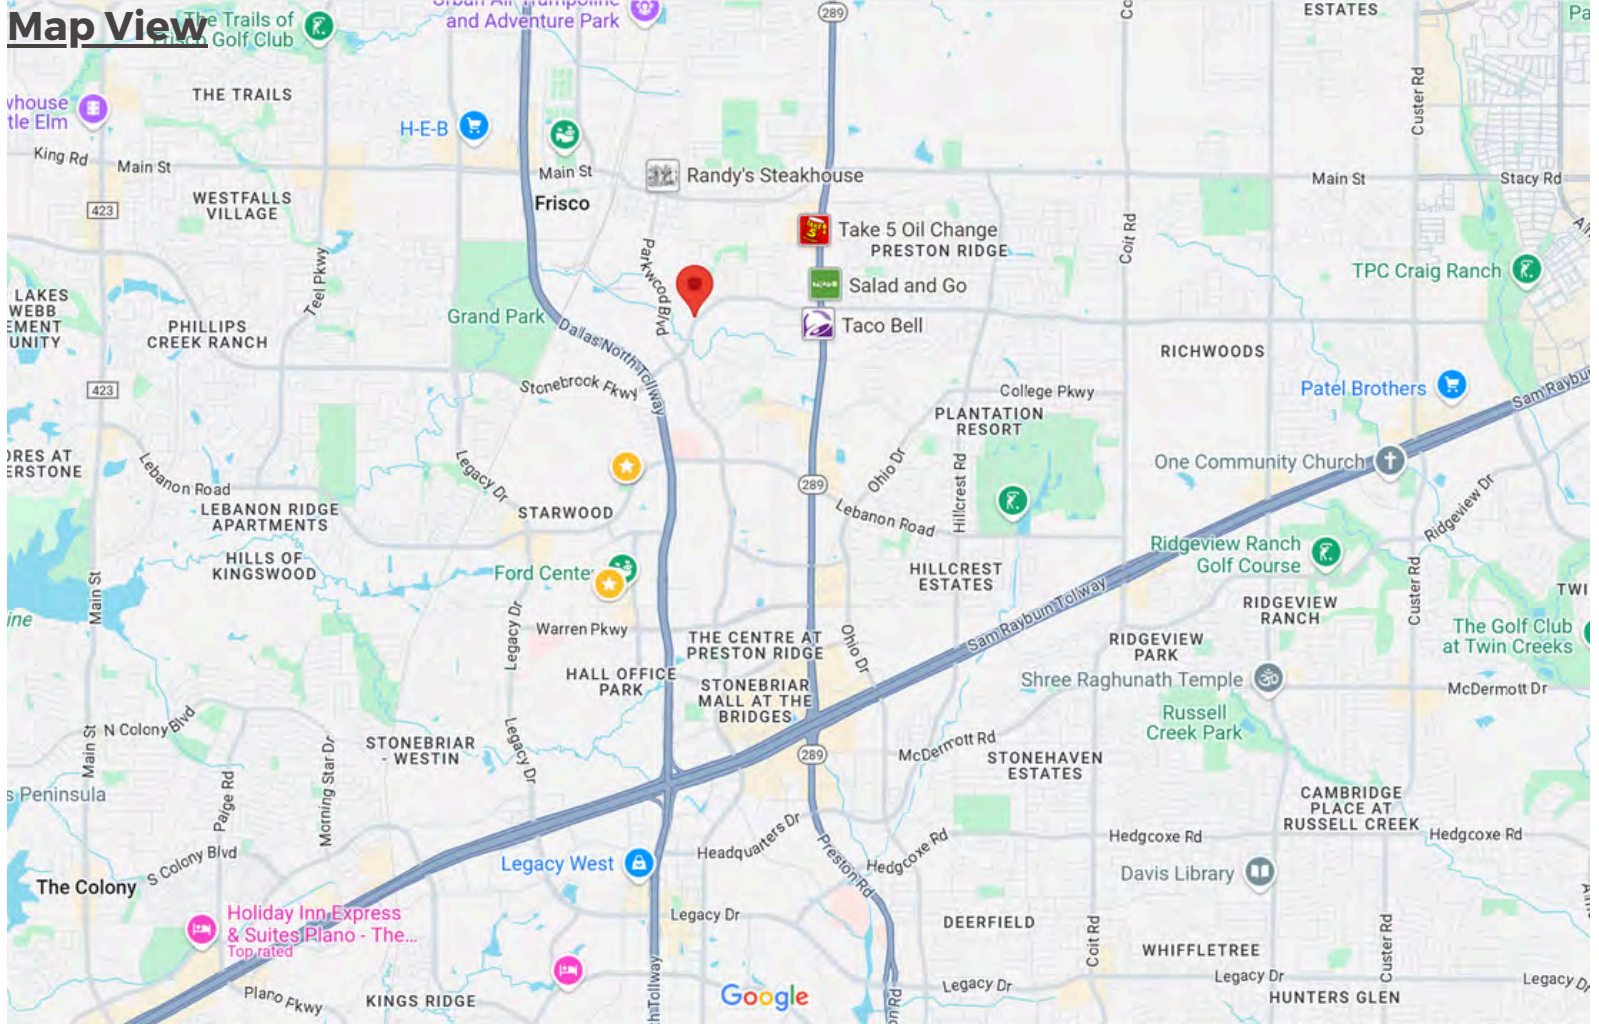 Map View
The Trails of
Frisco Golf Club
Urban Air Trampoline
and Adventure Park
289
ESTATES
THE TRAILS
H-E-B
Custer Rd
King Rd
Main St
Main St
Randy's Steakhouse
Main St
Stacy Rd
WESTFALLS
VILLAGE
423
Frisco
Take 5 Oil Change
PRESTON RIDGE
Coit Rd
Parkwood Blvd
TPC Craig Ranch
Teel Pkwy
Salad and Go
LAKES
WEBB
PHILLIPS
CREEK RANCH
Grand Park
Dallas North Tollway
Taco Bell
RICHWOODS
Stonebrook Pkwy
423
College Pkwy
Patel Brothers
Sam Rayburn
PLANTATION
RESORT
Lebanon Road
Legacy Dr
Ohio Dr
Hillcrest Rd
One Community Church
289
Ridgeview Dr
LEBANON RIDGE
APARTMENTS
STARWOOD
Lebanon Road
HILLS OF
KINGSWOOD
Ford Center
HILLCREST
ESTATES
Ridgeview Ranch
Golf Course
Main St
Custer Rd
Sam Rayburn Tollway
RIDGEVIEW
RANCH
Legacy Dr
Warren Pkwy
THE CENTRE AT
PRESTON RIDGE
Ohio Dr
RIDGEVIEW
PARK
The Golf Club
at Twin Creeks
HALL OFFICE
PARK
STONEBRIAR
MALL AT THE
BRIDGES
Shree Raghunath Temple
McDermott Dr
N Colony Blvd
Russell
Creek Park
Main St
STONEBRIAR
- WESTIN
Legacy Dr
289
McDermott Rd
STONEHAVEN
ESTATES
Peninsula
Paige Rd
Morning Star Dr
CAMBRIDGE
PLACE AT
RUSSELL CREEK
Headquarters Dr
Preston Rd
Hedgcoxe Rd
Hedgcoxe Rd
Hedgcoxe Rd
S Colony Blvd
Legacy West
Davis Library
The Colony
Holiday Inn Express
& Suites Plano - The...
Top rated
Legacy Dr
DEERFIELD
Coit Rd
WHIFFLETREE
Custer Rd
Legacy Dr
Legacy Dr
Legacy Dr
Plano Pkwy
KINGS RIDGE
Tollway
Google
HUNTERS GLEN